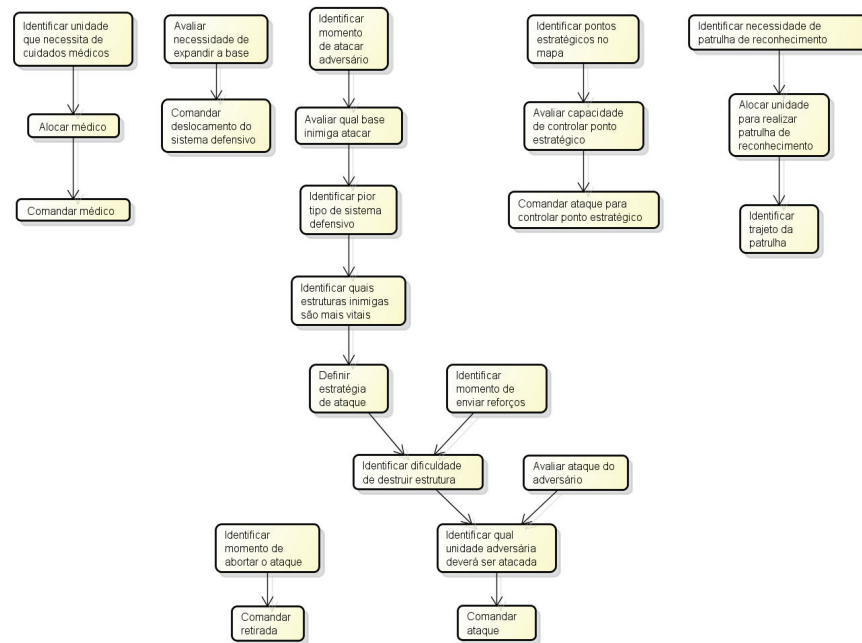 Identificar unidade
que necessita de
cuidados médicos
Alocar médico
Comandar médico
Avaliar
necessidade de
expandir a base
Comandar
deslocamento do
sistema defensivo
Identificar
momento
de atacar
adversário
Avaliar qual base
inimiga atacar
Identificar pior
tipo de sistema
defensivo
Identificar quais
estruturas inimigas
são mais vitais
Definir
estratégia
de ataque
Identificar
momento de
enviar reforços
Identificar dificuldade
de destruir estrutura
Avaliar ataque do
adversário
Identificar qual
unidade adversária
deverá ser atacada
Comandar
ataque
Identificar
momento de
abortar o ataque
Comandar
retirada
Identificar pontos
estratégicos no
mapa
Avaliar capacidade
de controlar ponto
estratégico
Comandar ataque para
controlar ponto estratégico
Identificar necessidade de
patrulha de reconhecimento
Alocar unidade
para realizar
patrulha de
reconhecimento
Identificar
trajeto da
patrulha